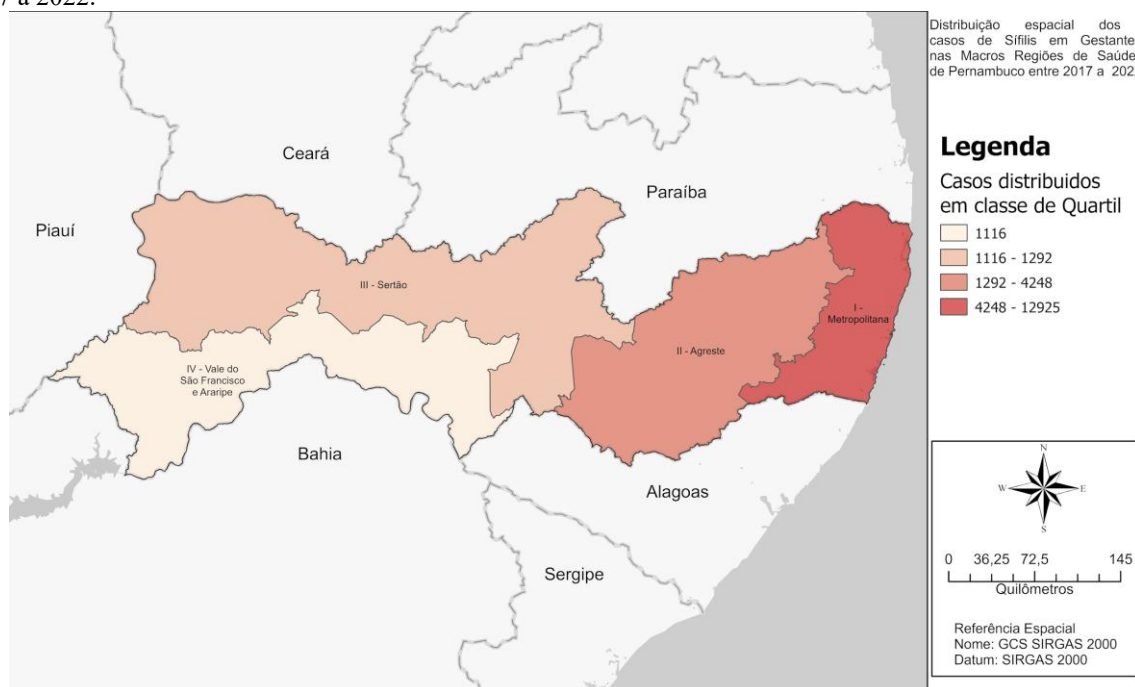 7 a 2022.
Distribuição espacial dos
casos de Sífilis em Gestante
nas Macros Regiões de Saúde
de Pernambuco entre 2017 a 202
Legenda
Casos distribuidos
em classe de Quartil
1116
1116 - 1292
1292 - 4248
4248 - 12925
Ceará
Paraíba
Piauí
III - Sertão
I -
Metropolitana
II - Agreste
IV - Vale do
São Francisco
e Araripe
Bahia
Alagoas
Sergipe
N
W E
S
0 36,25 72,5 145
Quilômetros
Referência Espacial
Nome: GCS SIRGAS 2000
Datum: SIRGAS 2000